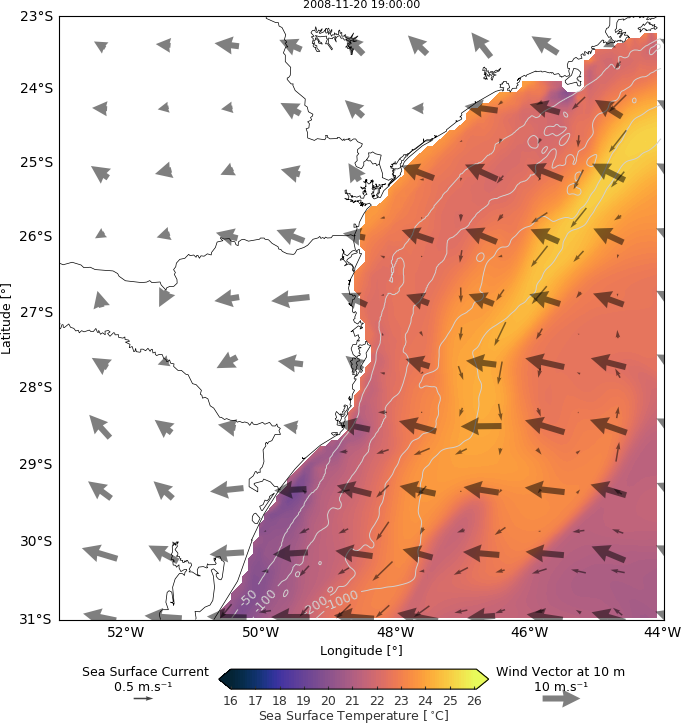 2008-11-20 19:00:00
23°S
24°S
25°S
26°S
27°S
28°S
29°S
30°S
31°S
Latitude [°]
-50
-100
-200
-1000
52°W
50°W
48°W
46°W
44°W
Longitude [°]
Sea Surface Current
0.5 m.s⁻¹
Wind Vector at 10 m
10 m.s⁻¹
16 17 18 19 20 21 22 23 24 25 26
Sea Surface Temperature [°C]